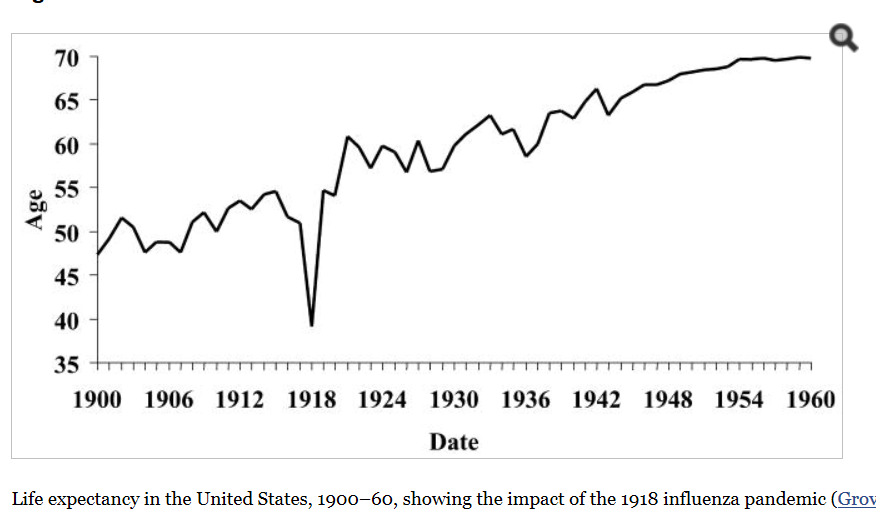 70
65
60
55
50
45
40
35
Age
1900 1906 1912 1918 1924 1930 1936 1942 1948 1954 1960
Date
Life expectancy in the United States, 1900–60, showing the impact of the 1918 influenza pandemic (Grov